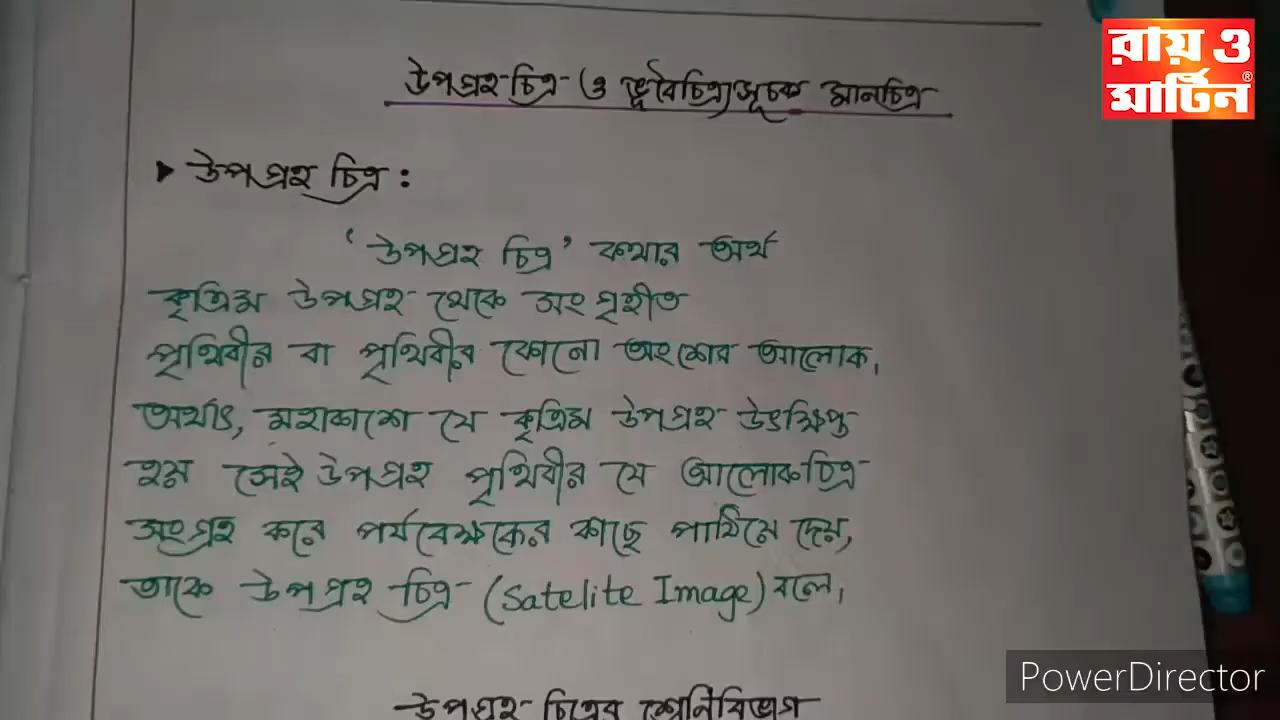 রায় ও
মার্টিন®
উপগ্রহ চিত্র ও ভূবৈচিত্র্যসূচক মানচিত্র
▸ উপগ্রহ চিত্র :
'উপগ্রহ চিত্র' কথার অর্থ
কৃত্রিম উপগ্রহ থেকে সংগৃহীত
পৃথিবীর বা পৃথিবীর কোনো অংশের আলোক।
অর্থাৎ, মহাকাশে যে কৃত্রিম উপগ্রহ উৎক্ষিপ্ত
হয় সেই উপগ্রহ পৃথিবীর যে আলোকচিত্র
সংগ্রহ করে পর্যবেক্ষকের কাছে পাঠিয়ে দেয়,
তাকে উপগ্রহ চিত্র (Satelite Image) বলে।
উপগ্রহ চিত্রের শ্রেণিবিভাগ
PowerDirector